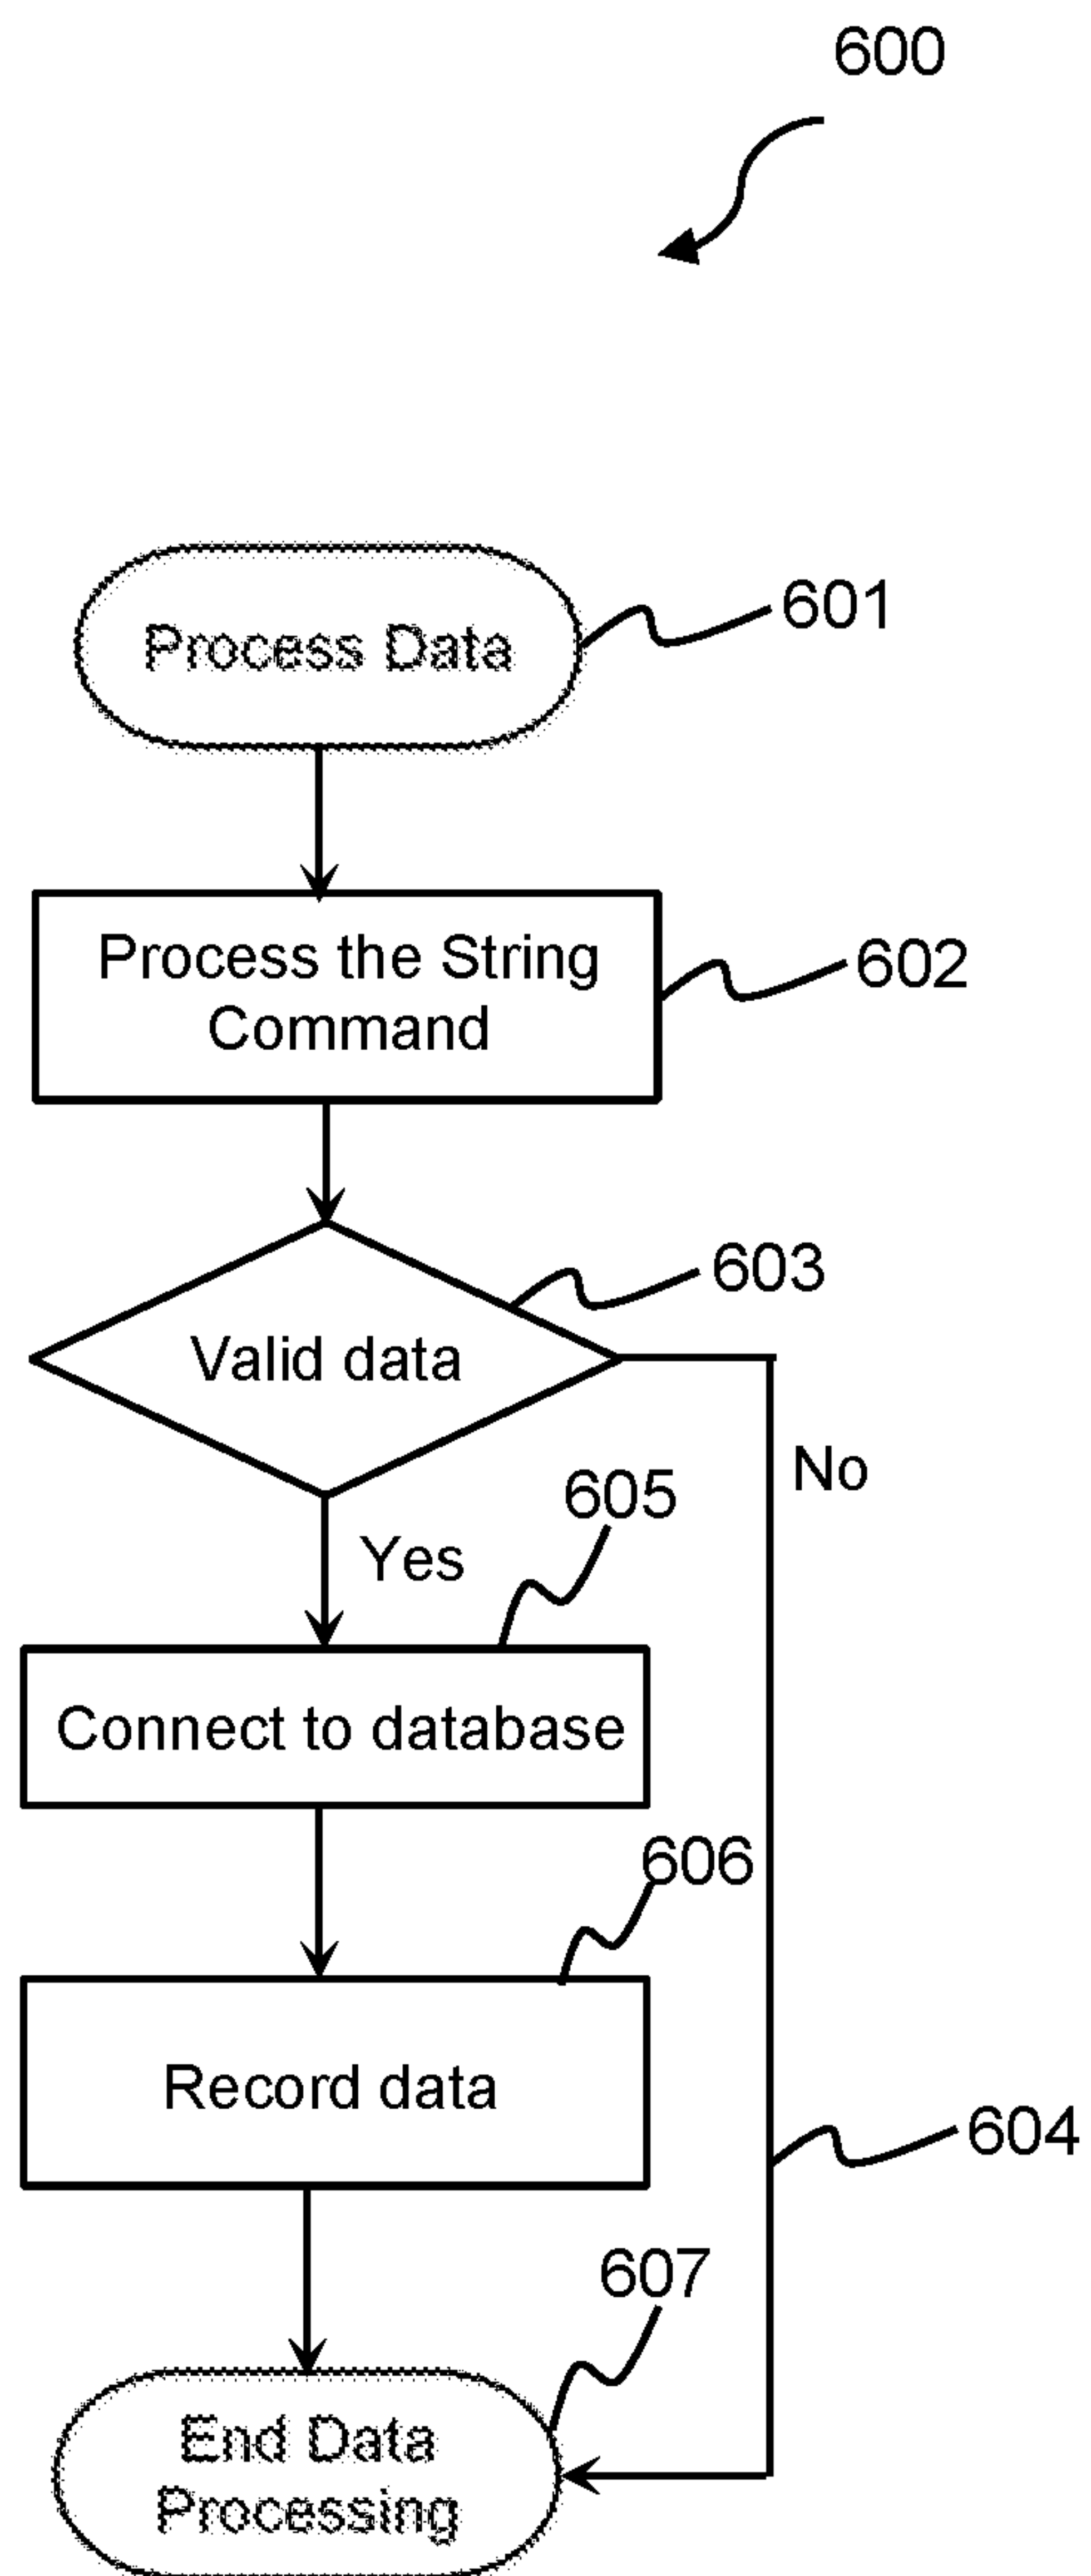 600
Process Data
601
Process the String
Command
602
603
Valid data
No
605
Yes
Connect to database
606
Record data
604
607
End Data
Processing